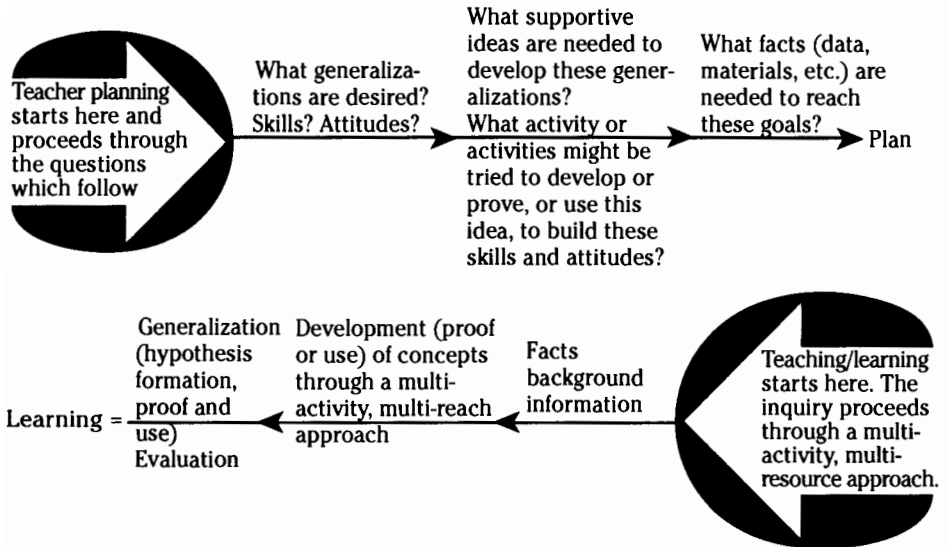 Teacher planning
starts here and
proceeds through
the questions
which follow
What generaliza-
tions are desired?
Skills? Attitudes?
What supportive
ideas are needed to
develop these gener-
alizations?
What activity or
activities might be
tried to develop or
prove, or use this
idea, to build these
skills and attitudes?
What facts (data,
materials, etc.) are
needed to reach
these goals?
Plan
Learning =
Generalization
(hypothesis
formation,
proof and
use)
Evaluation
Development (proof
or use) of concepts
through a multi-
activity, multi-reach
approach
Facts
background
information
Teaching/learning
starts here. The
inquiry proceeds
through a multi-
activity, multi-
resource approach.